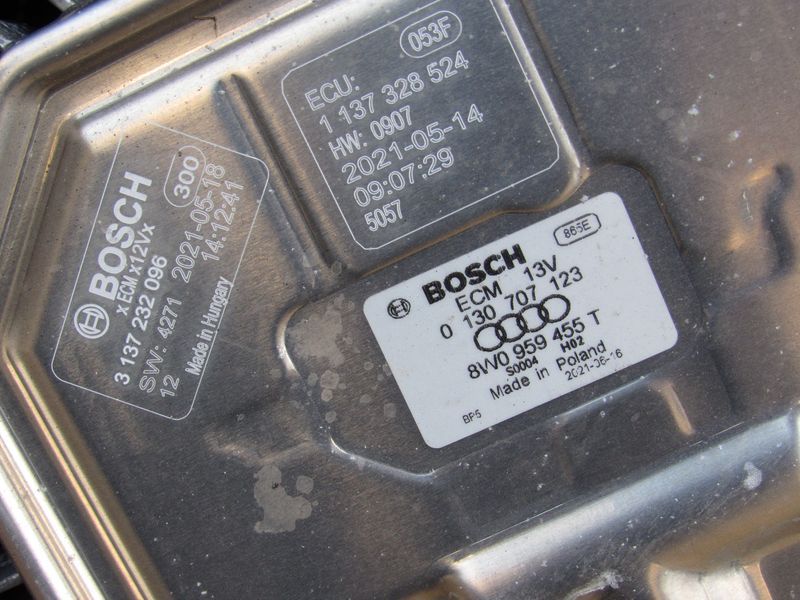 300
BOSCH
X ECM x12Vx
3 137 232 096
SW: 4271 2021-05-18
12 14:12:41
Made in Hungary
053F
ECU:
1 137 328 524
HW: 0907
2021-05-14
09:07:29
5057
865E
BOSCH
ECM 13V
0 130 707 123
8W0 959 455 T
S0004 H02
Made in Poland
BP5 2021-06-16